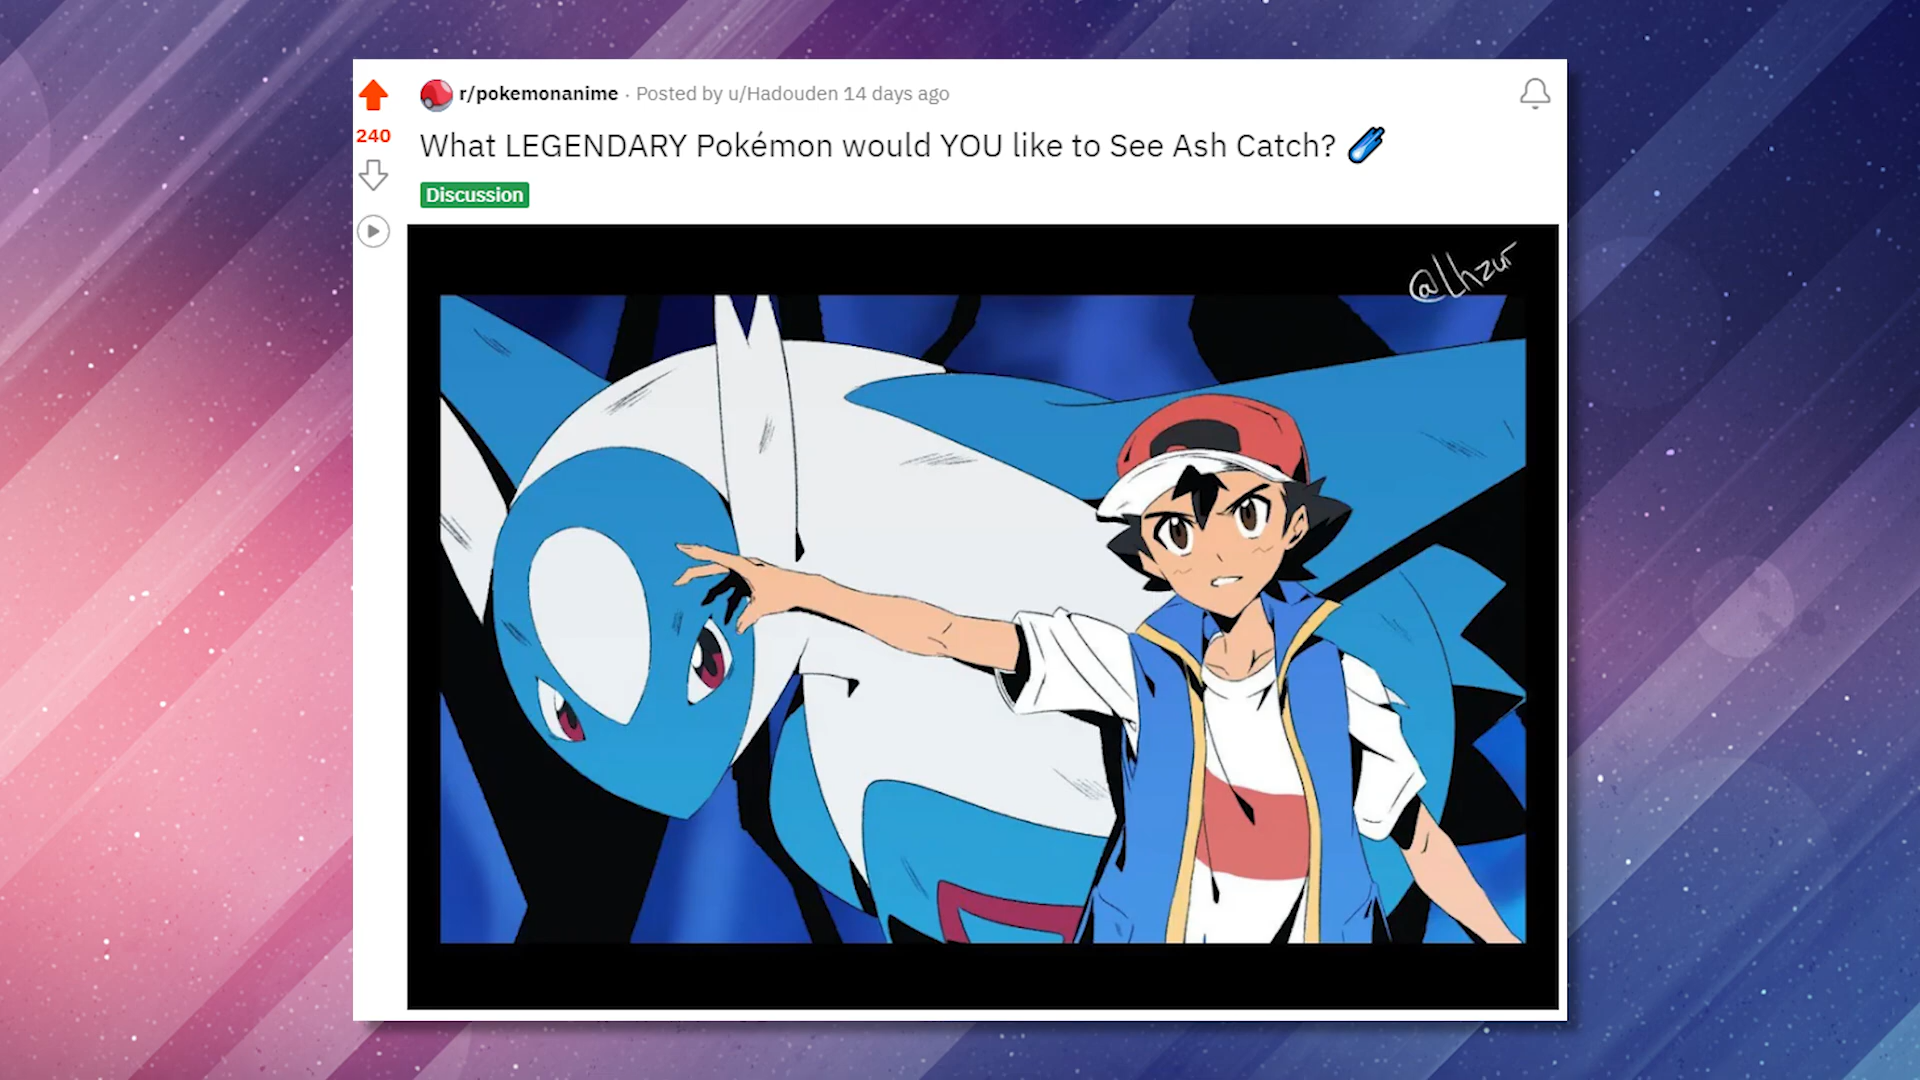 r/pokemonanime · Posted by u/Hadouden 14 days ago
240
What LEGENDARY Pokémon would YOU like to See Ash Catch? ☄️
Discussion
@Lhzur